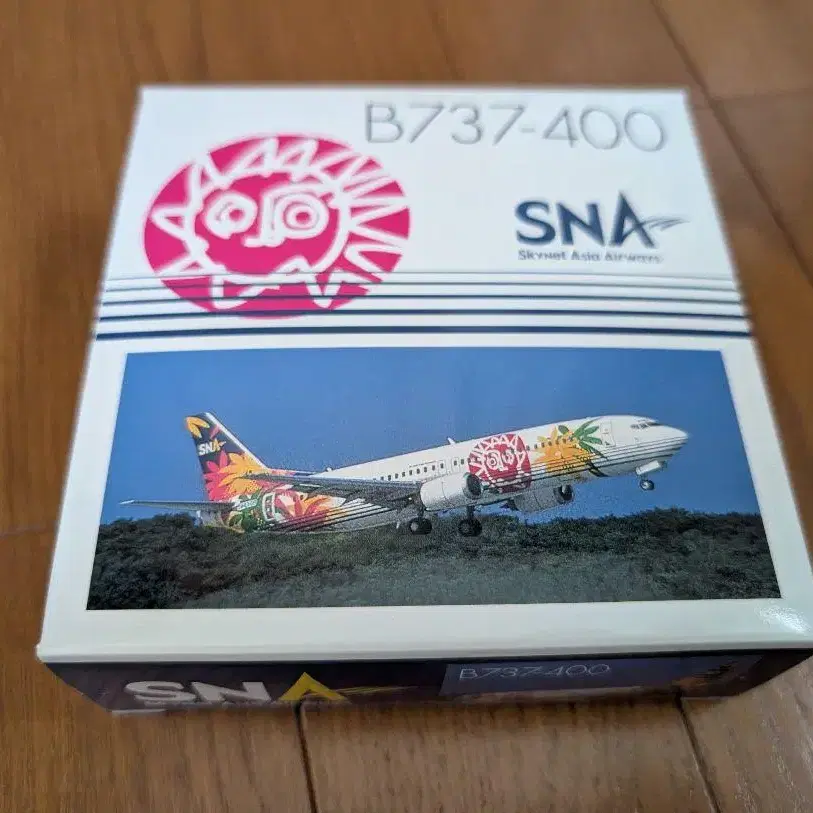 B737-400
SNA
Skynet Asia Airways
SNA
SNA
B737-400